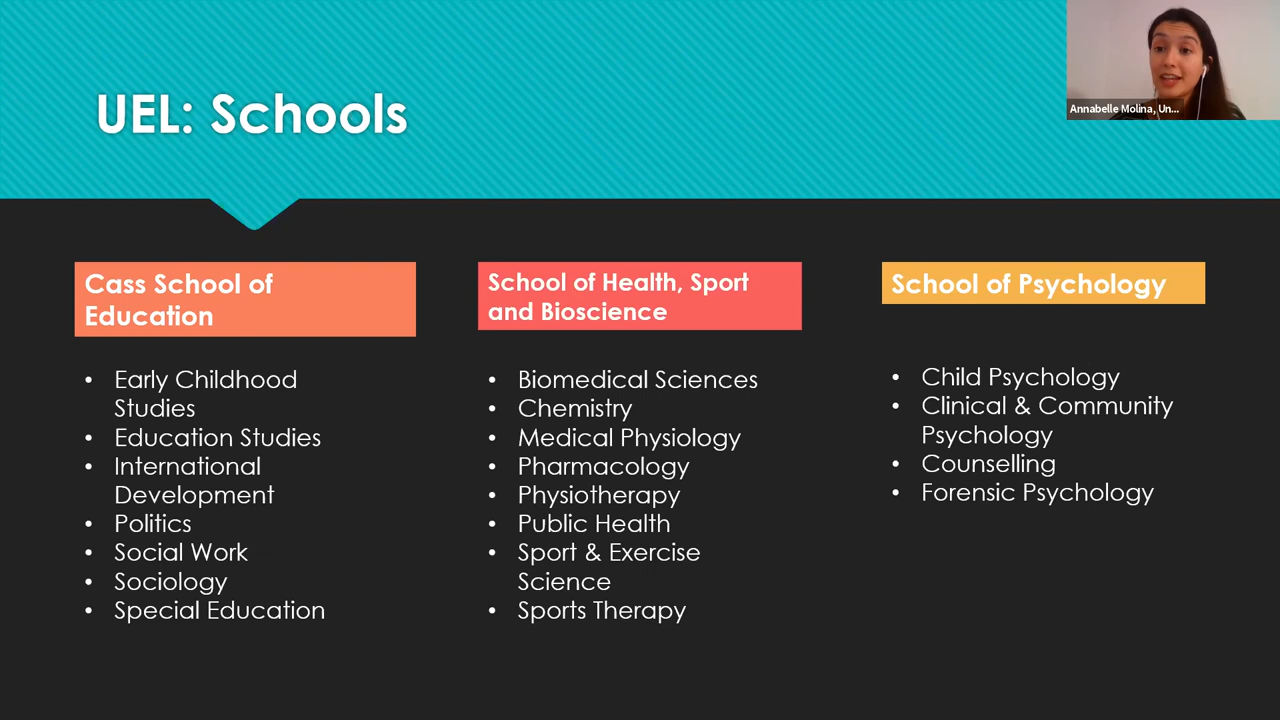 UEL: Schools
Annabelle Molina, Un...
Cass School of
Education
• Early Childhood
Studies
• Education Studies
• International
Development
• Politics
• Social Work
• Sociology
• Special Education
School of Health, Sport
and Bioscience
• Biomedical Sciences
• Chemistry
• Medical Physiology
• Pharmacology
• Physiotherapy
• Public Health
• Sport & Exercise
Science
• Sports Therapy
School of Psychology
• Child Psychology
• Clinical & Community
Psychology
• Counselling
• Forensic Psychology